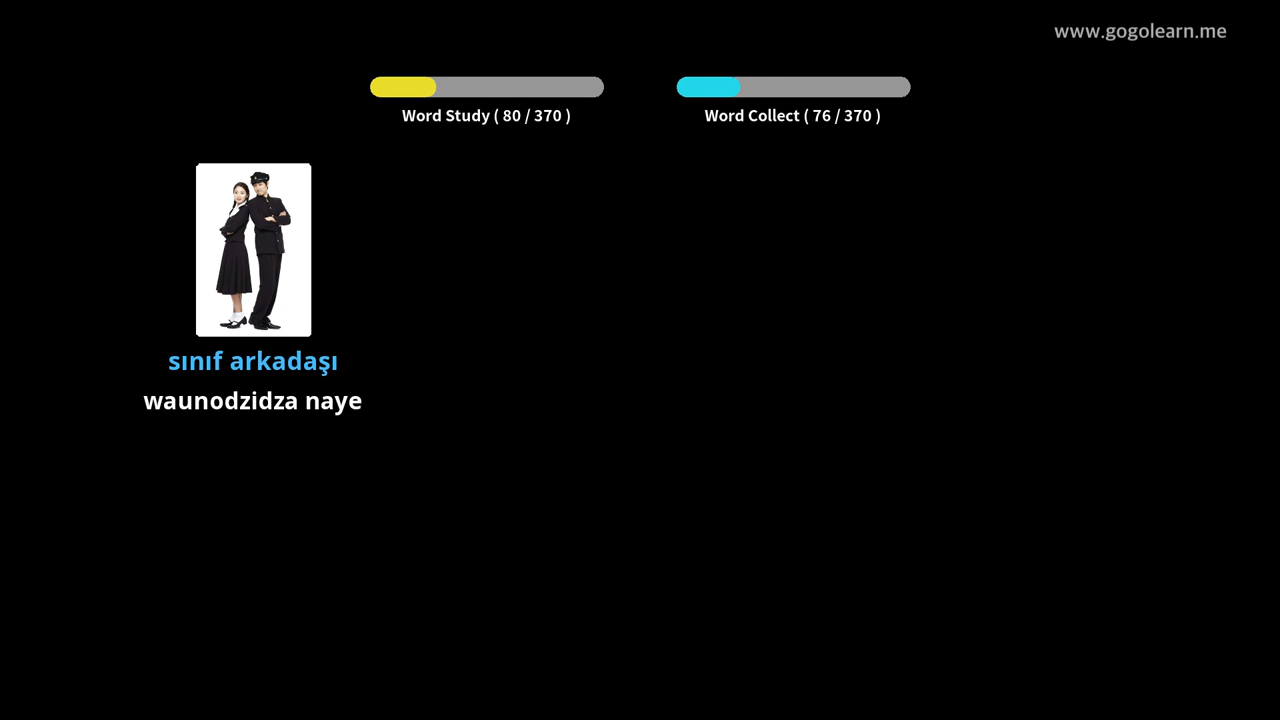 www.gogolearn.me
Word Study ( 80 / 370 )
Word Collect ( 76 / 370 )
sınıf arkadaşı
waunodzidza naye